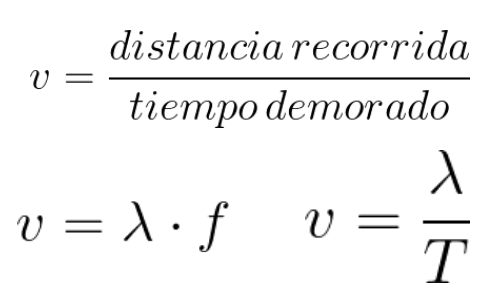 v = distancia recorrida / tiempo demorado
v = λ · f    v = λ / T